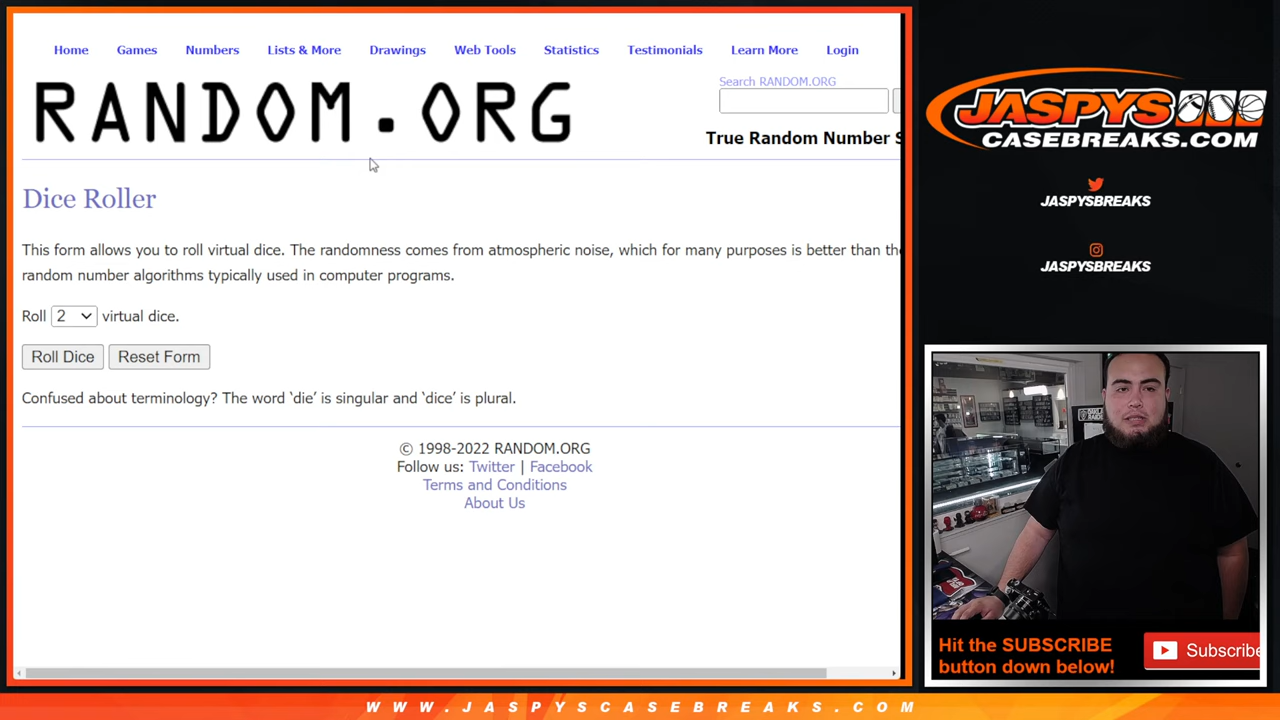 Home Games Numbers Lists & More Drawings Web Tools Statistics Testimonials Learn More Login
RANDOM.ORG
Search RANDOM.ORG
True Random Number S
Dice Roller
This form allows you to roll virtual dice. The randomness comes from atmospheric noise, which for many purposes is better than the
random number algorithms typically used in computer programs.
Roll 2 virtual dice.
Roll Dice Reset Form
Confused about terminology? The word ‘die’ is singular and ‘dice’ is plural.
© 1998-2022 RANDOM.ORG
Follow us: Twitter | Facebook
Terms and Conditions
About Us
JASPYS
CASEBREAKS.COM
JASPYSBREAKS
JASPYSBREAKS
Hit the SUBSCRIBE
button down below!
Subscribe
WWW.JASPYSCASEBREAKS.COM